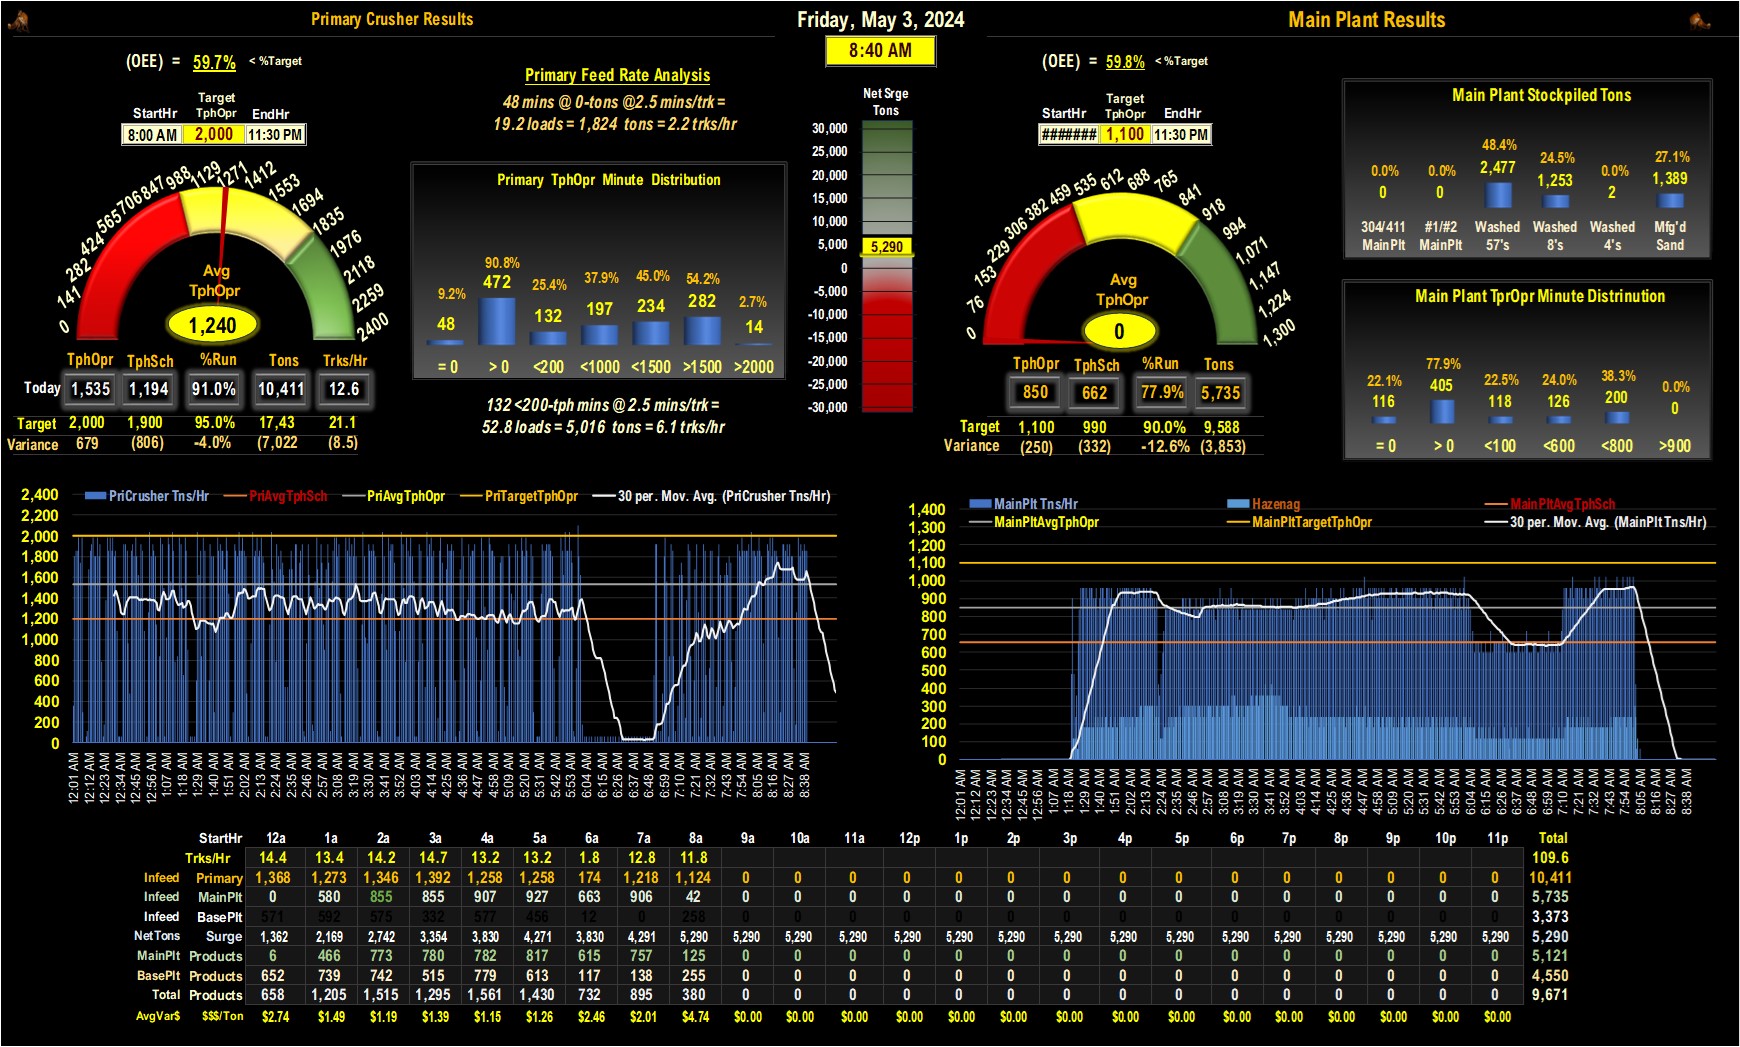 Primary Crusher Results
Friday, May 3, 2024
Main Plant Results
8:40 AM
(OEE) = 59.7% < %Target
StartHr Target TphOpr EndHr
8:00 AM 2,000 11:30 PM
0 141 282 424 565 706 847 988 1129 1271 1412 1553 1694 1835 1976 2118 2259 2400
Avg
TphOpr
1,240
TphOpr TphSch %Run Tons Trks/Hr
Today 1,535 1,194 91.0% 10,411 12.6
Target 2,000 1,900 95.0% 17,43 21.1
Variance 679 (806) -4.0% (7,022 (8.5)
Primary Feed Rate Analysis
48 mins @ 0-tons @2.5 mins/trk =
19.2 loads = 1,824 tons = 2.2 trks/hr
Primary TphOpr Minute Distribution
9.2% 90.8% 25.4% 37.9% 45.0% 54.2% 2.7%
48 472 132 197 234 282 14
= 0 > 0 <200 <1000 <1500 >1500 >2000
132 <200-tph mins @ 2.5 mins/trk =
52.8 loads = 5,016 tons = 6.1 trks/hr
Net Srge
Tons
30,000
25,000
20,000
15,000
10,000
5,000
5,290
0
-5,000
-10,000
-15,000
-20,000
-25,000
-30,000
(OEE) = 59.8% < %Target
StartHr Target TphOpr EndHr
####### 1,100 11:30 PM
0 76 153 229 306 382 459 535 612 688 765 841 918 994 1,071 1,147 1,224 1,300
Avg
TphOpr
0
TphOpr TphSch %Run Tons
850 662 77.9% 5,735
Target 1,100 990 90.0% 9,588
Variance (250) (332) -12.6% (3,853)
Main Plant Stockpiled Tons
0.0% 0.0% 48.4% 24.5% 0.0% 27.1%
0 0 2,477 1,253 2 1,389
304/411 #1/#2 Washed Washed Washed Mfg'd
MainPlt MainPlt 57's 8's 4's Sand
Main Plant TprOpr Minute Distrinution
22.1% 77.9% 22.5% 24.0% 38.3% 0.0%
116 405 118 126 200 0
= 0 > 0 <100 <600 <800 >900
PriCrusher Tns/Hr PriAvgTphSch PriAvgTphOpr PriTargetTphOpr 30 per. Mov. Avg. (PriCrusher Tns/Hr)
2,400
2,200
2,000
1,800
1,600
1,400
1,200
1,000
800
600
400
200
0
12:01 AM 12:12 AM 12:23 AM 12:34 AM 12:45 AM 12:56 AM 1:07 AM 1:18 AM 1:29 AM 1:40 AM 1:51 AM 2:02 AM 2:13 AM 2:24 AM 2:35 AM 2:46 AM 2:57 AM 3:08 AM 3:19 AM 3:30 AM 3:41 AM 3:52 AM 4:03 AM 4:14 AM 4:25 AM 4:36 AM 4:47 AM 4:58 AM 5:09 AM 5:20 AM 5:31 AM 5:42 AM 5:53 AM 6:04 AM 6:15 AM 6:26 AM 6:37 AM 6:48 AM 6:59 AM 7:10 AM 7:21 AM 7:32 AM 7:43 AM 7:54 AM 8:05 AM 8:16 AM 8:27 AM 8:38 AM
MainPlt Tns/Hr Hazenag MainPltAvgTphSch
MainPltAvgTphOpr MainPltTargetTphOpr 30 per. Mov. Avg. (MainPlt Tns/Hr)
1,400
1,300
1,200
1,100
1,000
900
800
700
600
500
400
300
200
100
0
12:01 AM 12:12 AM 12:23 AM 12:34 AM 12:45 AM 12:56 AM 1:07 AM 1:18 AM 1:29 AM 1:40 AM 1:51 AM 2:02 AM 2:13 AM 2:24 AM 2:35 AM 2:46 AM 2:57 AM 3:08 AM 3:19 AM 3:30 AM 3:41 AM 3:52 AM 4:03 AM 4:14 AM 4:25 AM 4:36 AM 4:47 AM 4:58 AM 5:09 AM 5:20 AM 5:31 AM 5:42 AM 5:53 AM 6:04 AM 6:15 AM 6:26 AM 6:37 AM 6:48 AM 6:59 AM 7:10 AM 7:21 AM 7:32 AM 7:43 AM 7:54 AM 8:05 AM 8:16 AM 8:27 AM 8:38 AM
StartHr 12a 1a 2a 3a 4a 5a 6a 7a 8a 9a 10a 11a 12p 1p 2p 3p 4p 5p 6p 7p 8p 9p 10p 11p Total
Trks/Hr 14.4 13.4 14.2 14.7 13.2 13.2 1.8 12.8 11.8 109.6
Infeed Primary 1,368 1,273 1,346 1,392 1,258 1,258 174 1,218 1,124 0 0 0 0 0 0 0 0 0 0 0 0 0 0 0 10,411
Infeed MainPlt 0 580 855 855 907 927 663 906 42 0 0 0 0 0 0 0 0 0 0 0 0 0 0 0 5,735
Infeed BasePlt 571 592 575 332 577 456 12 0 258 0 0 0 0 0 0 0 0 0 0 0 0 0 0 0 3,373
NetTons Surge 1,362 2,169 2,742 3,354 3,830 4,271 3,830 4,291 5,290 5,290 5,290 5,290 5,290 5,290 5,290 5,290 5,290 5,290 5,290 5,290 5,290 5,290 5,290 5,290 5,290
MainPlt Products 6 466 773 780 782 817 615 757 125 0 0 0 0 0 0 0 0 0 0 0 0 0 0 0 5,121
BasePlt Products 652 739 742 515 779 613 117 138 255 0 0 0 0 0 0 0 0 0 0 0 0 0 0 0 4,550
Total Products 658 1,205 1,515 1,295 1,561 1,430 732 895 380 0 0 0 0 0 0 0 0 0 0 0 0 0 0 0 9,671
AvgVar$ $$$/Ton $2.74 $1.49 $1.19 $1.39 $1.15 $1.26 $2.46 $2.01 $4.74 $0.00 $0.00 $0.00 $0.00 $0.00 $0.00 $0.00 $0.00 $0.00 $0.00 $0.00 $0.00 $0.00 $0.00 $0.00